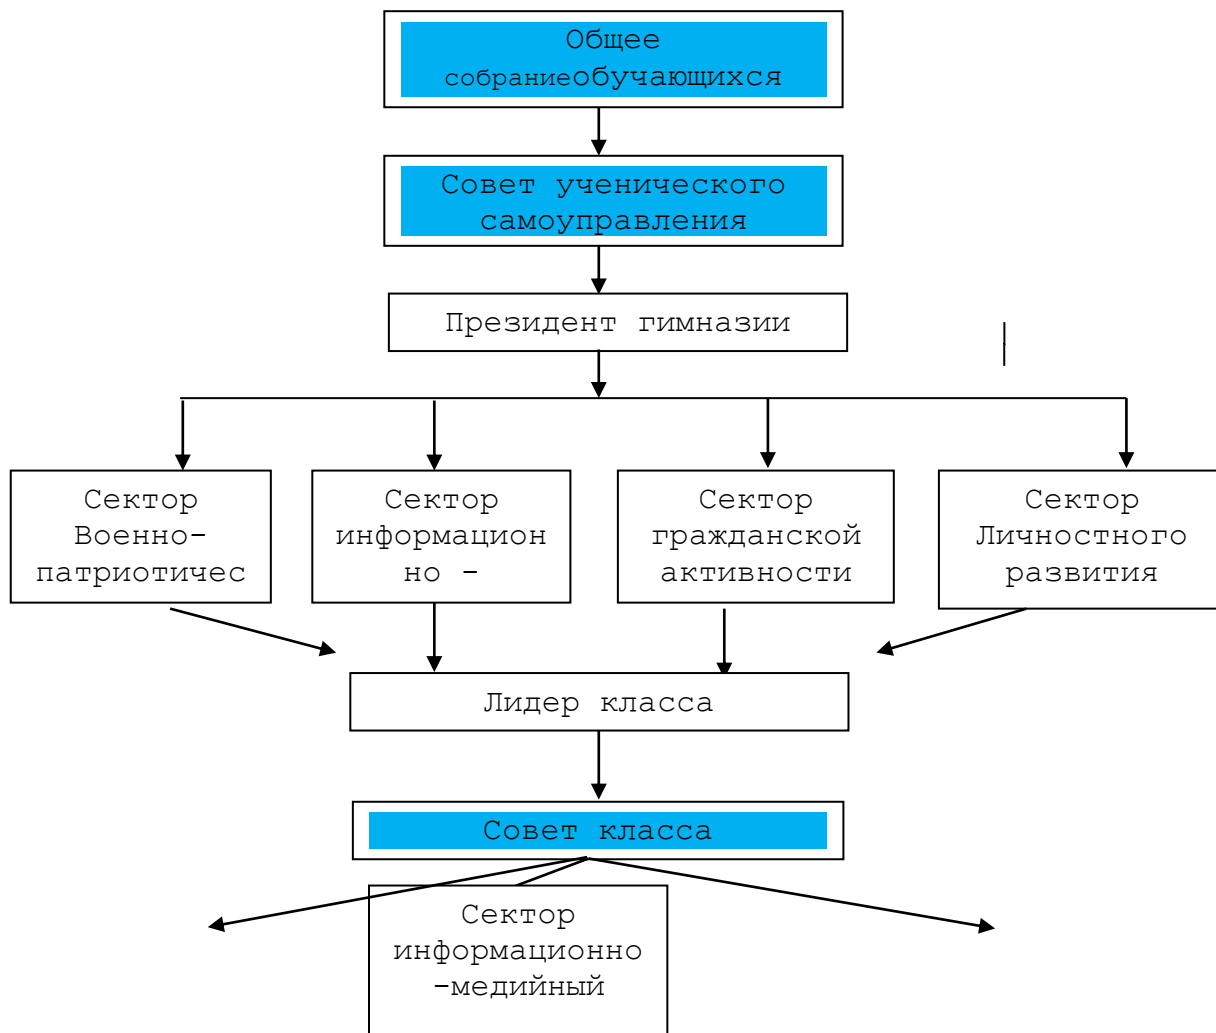 Общее
собраниеобучающихся
Совет ученического
самоуправления
Президент гимназии
Сектор
Военно-
патриотичес
Сектор
информацион
но -
Сектор
гражданской
активности
Сектор
Личностного
развития
Лидер класса
Совет класса
Сектор
информационно
-медийный